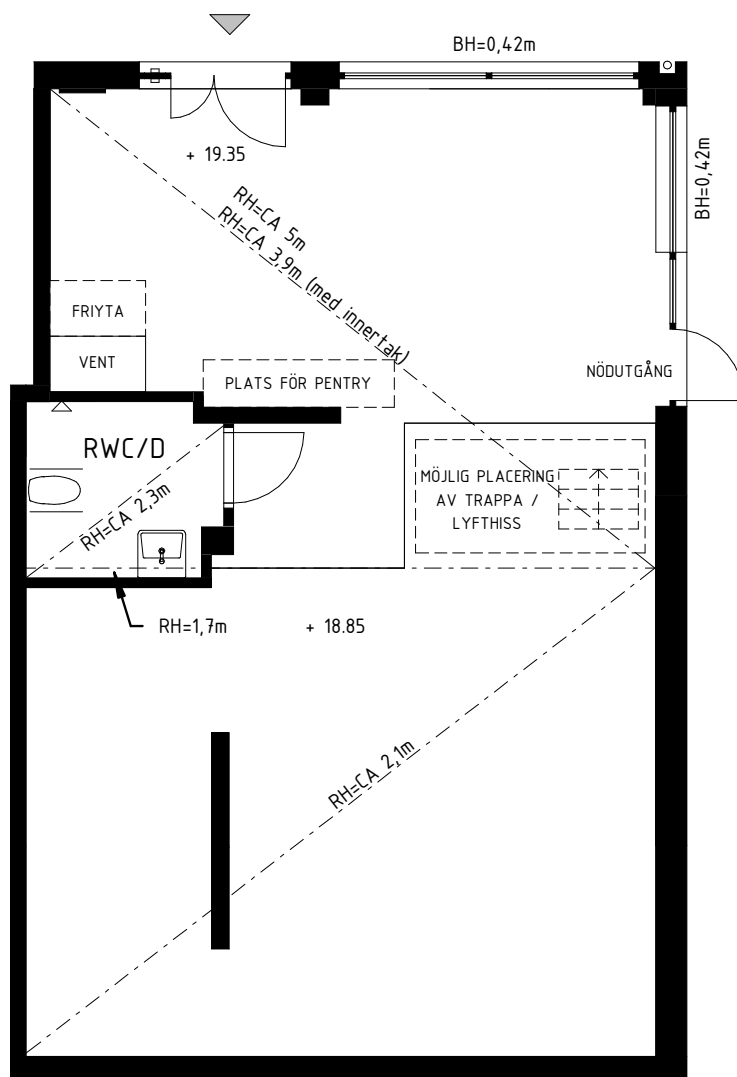 BH=0,42m
+ 19.35
BH=0,42m
RH=CA 5m
RH=CA 3,9m (med innertak)
FRIYTA
VENT
PLATS FÖR PENTRY
NÖDUTGÅNG
RWC/D
RH=CA 2,3m
MÖJLIG PLACERING
AV TRAPPA /
LYFTHISS
RH=1,7m
+ 18.85
RH=CA 2,1m